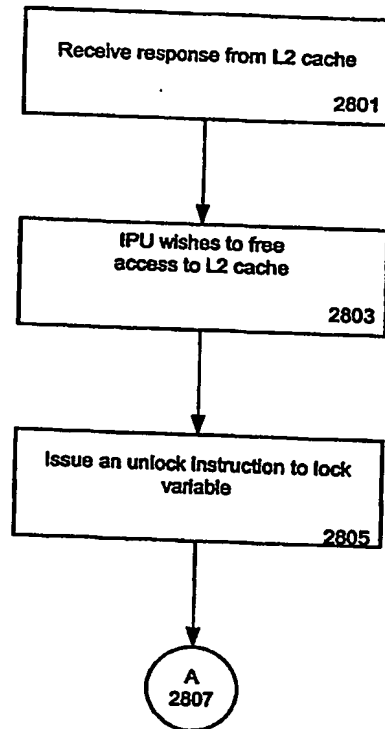 Receive response from L2 cache
2801
IPU wishes to free
access to L2 cache
2803
Issue an unlock instruction to lock
variable
2805
A
2807